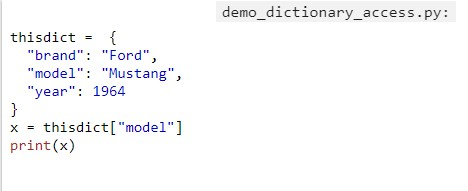 demo_dictionary_access.py:
thisdict =  {
  "brand": "Ford",
  "model": "Mustang",
  "year": 1964
}
x = thisdict["model"]
print(x)